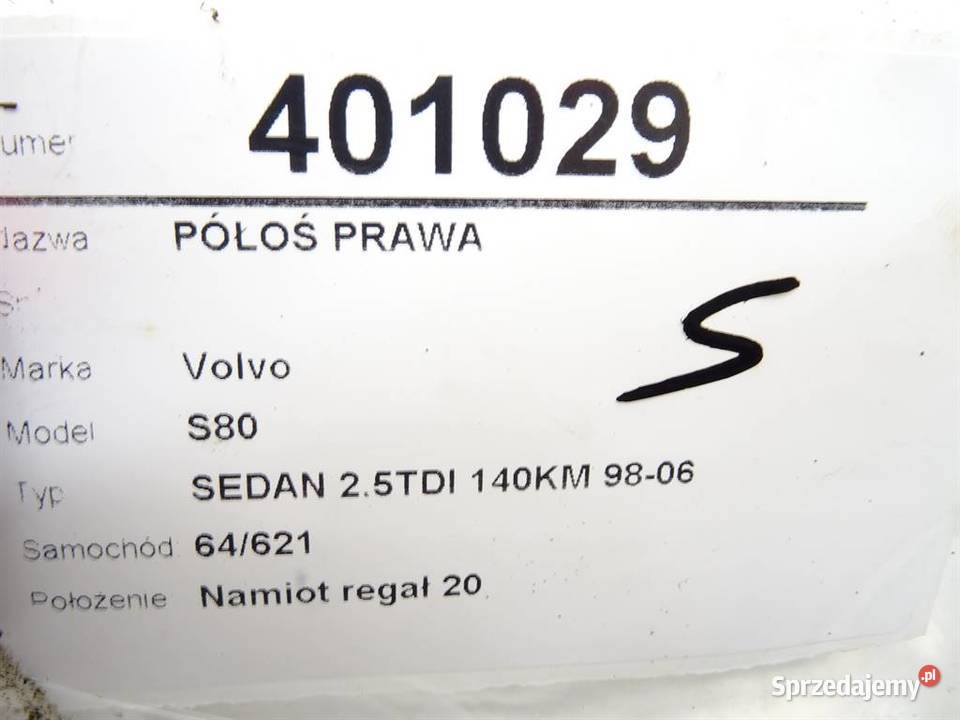 umer 401029
Nazwa PÓŁOŚ PRAWA
S
Marka Volvo
Model S80
Typ SEDAN 2.5TDI 140KM 98-06
Samochód 64/621
Położenie Namiot regał 20
Sprzedajemy.pl